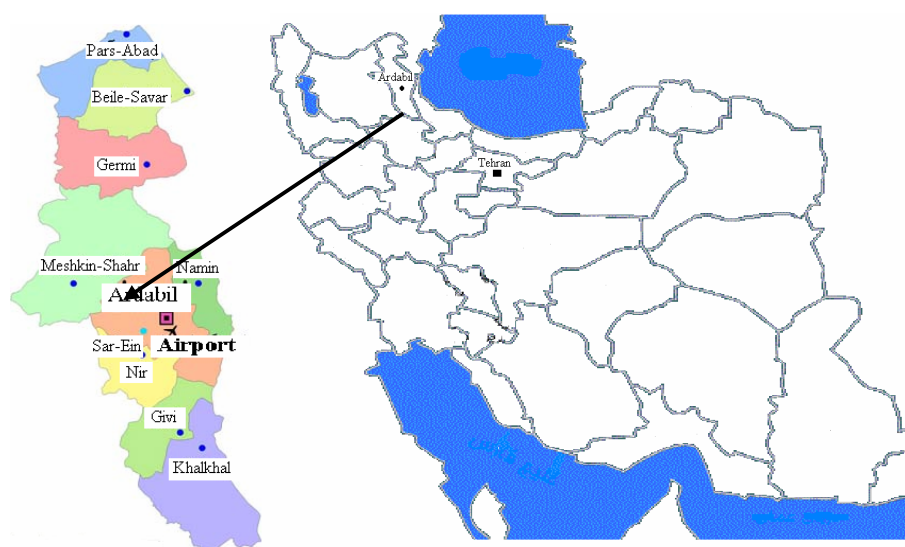 Pars-Abad
Beile-Savar
Germi
Meshkin-Shahr
Namin
Ardabil
Sar-Ein
Airport
Nir
Givi
Khalkhal
Ardabil
Tehran